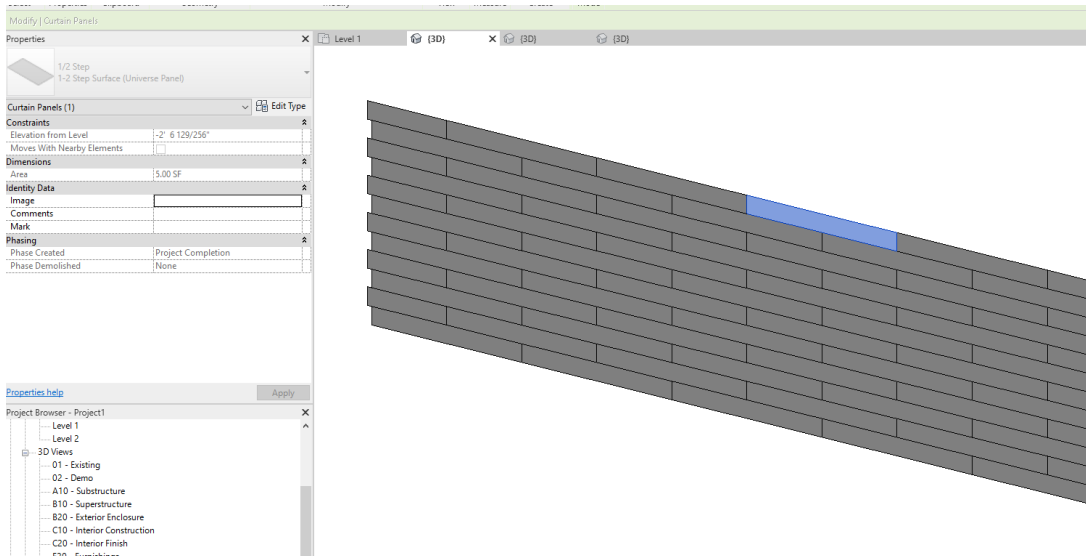 Modify | Curtain Panels
Properties
Level 1
{3D}
{3D}
{3D}
1/2 Step
1-2 Step Surface (Universe Panel)
Curtain Panels (1)
Edit Type
Constraints
Elevation from Level
-2' 6 129/256"
Moves With Nearby Elements
Dimensions
Area
5.00 SF
Identity Data
Image
Comments
Mark
Phasing
Phase Created
Project Completion
Phase Demolished
None
Properties help
Apply
Project Browser - Project1
Level 1
Level 2
3D Views
01 - Existing
02 - Demo
A10 - Substructure
B10 - Superstructure
B20 - Exterior Enclosure
C10 - Interior Construction
C20 - Interior Finish